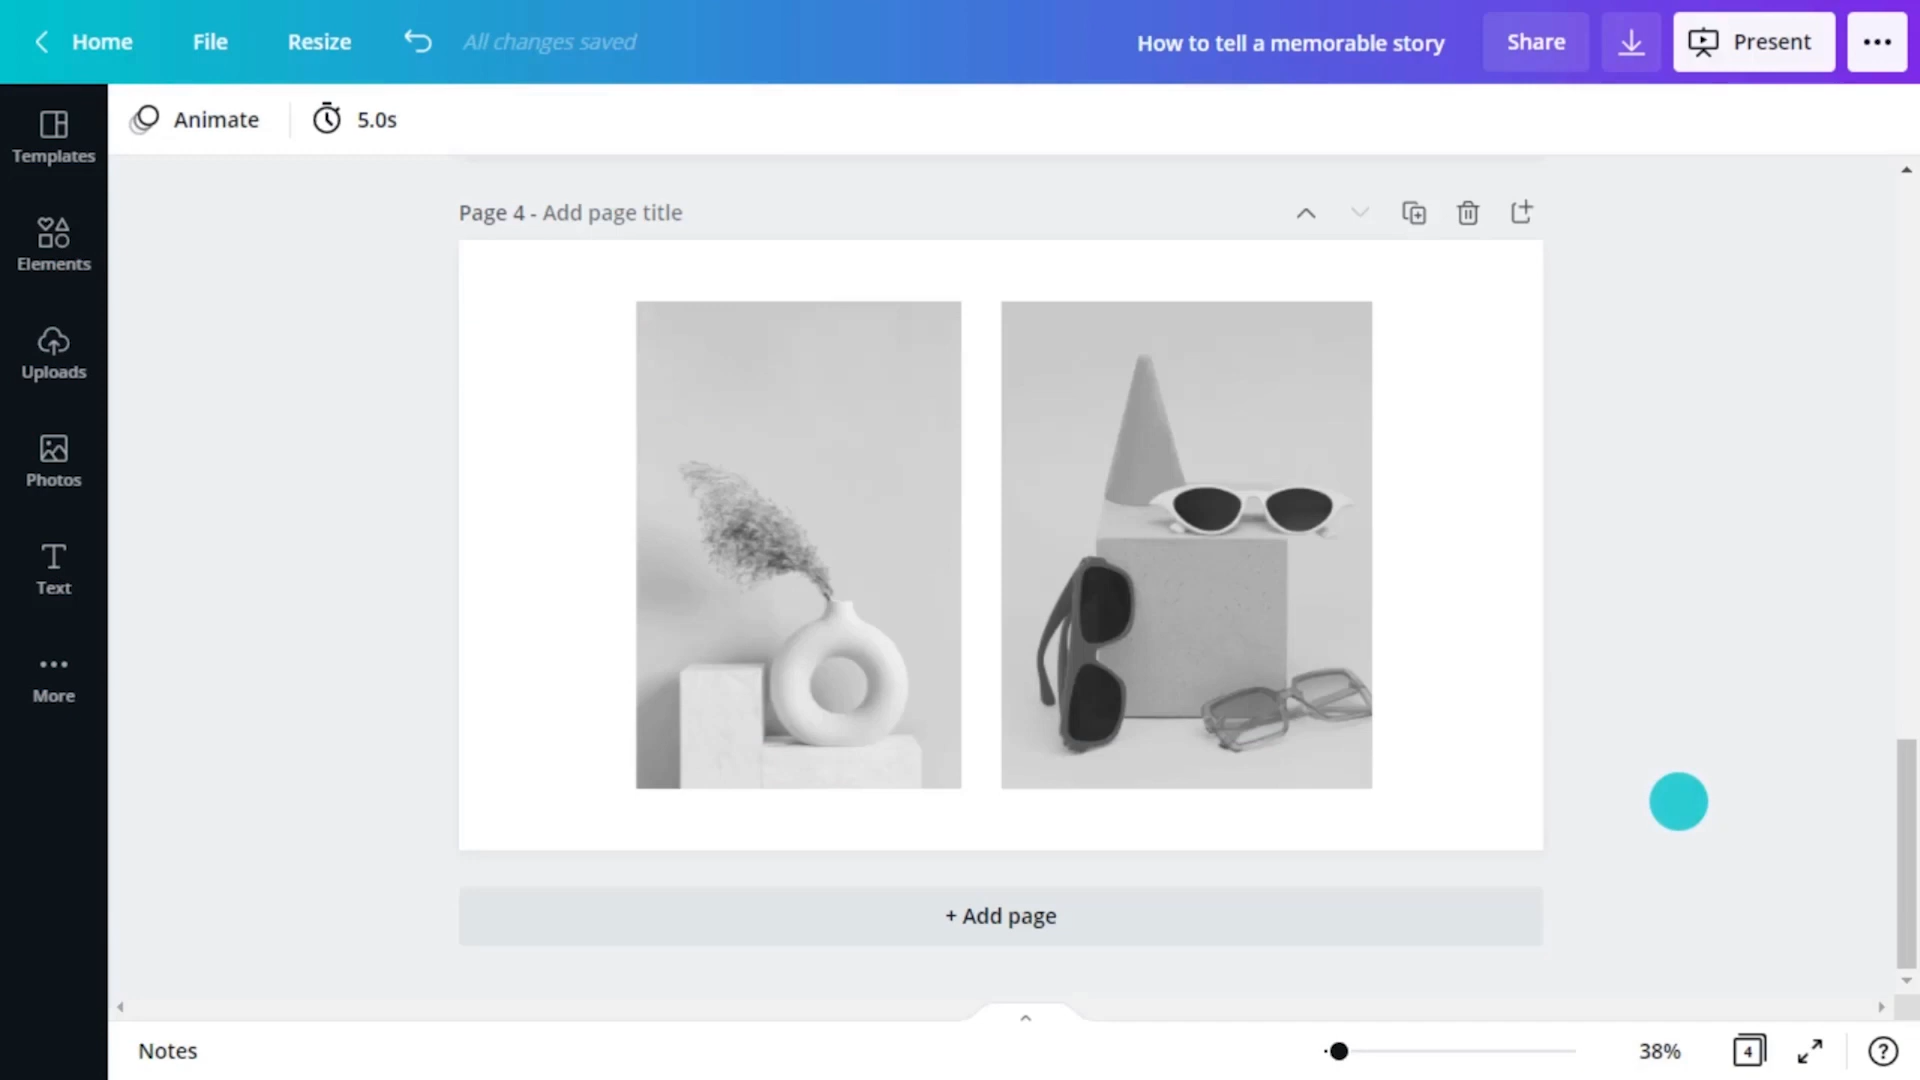 Home
File
Resize
All changes saved
How to tell a memorable story
Share
Present
Templates
Elements
Uploads
Photos
Text
More
Animate
5.0s
Page 4 - Add page title
+ Add page
Notes
38%
4
?